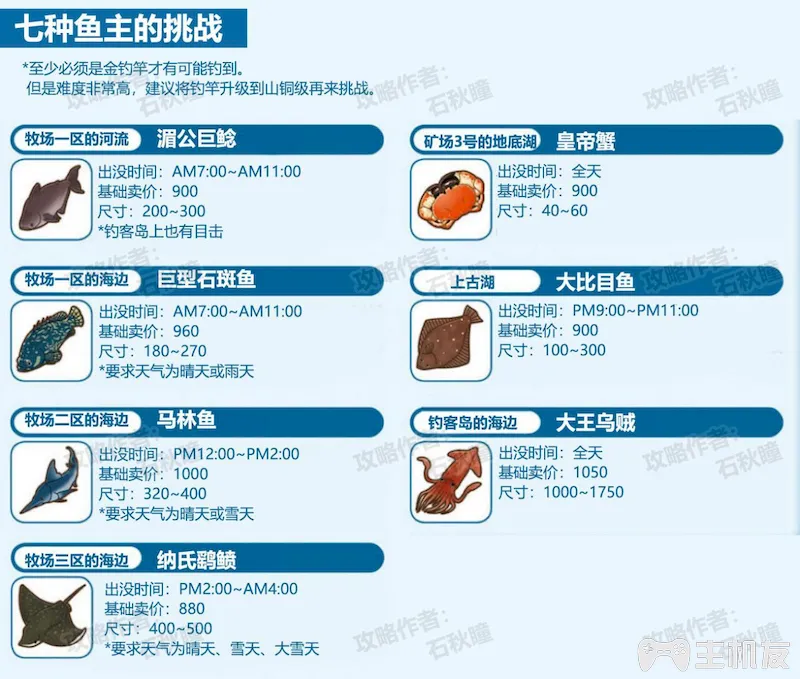 七种鱼主的挑战
*至少必须是金钓竿才有可能钓到。
但是难度非常高，建议将钓竿升级到山铜级再来挑战。
牧场一区的河流 湄公巨鲶
出没时间：AM7:00~AM11:00
基础卖价：900
尺寸：200~300
*钓客岛上也有目击
牧场一区的海边 巨型石斑鱼
出没时间：AM7:00~AM11:00
基础卖价：960
尺寸：180~270
*要求天气为晴天或雨天
牧场二区的海边 马林鱼
出没时间：PM12:00~PM2:00
基础卖价：1000
尺寸：320~400
*要求天气为晴天或雪天
牧场三区的海边 纳氏鹞鲼
出没时间：PM2:00~AM4:00
基础卖价：880
尺寸：400~500
*要求天气为晴天、雪天、大雪天
矿场3号的地底湖 皇帝蟹
出没时间：全天
基础卖价：900
尺寸：40~60
上古湖 大比目鱼
出没时间：PM9:00~PM11:00
基础卖价：900
尺寸：100~300
钓客岛的海边 大王乌贼
出没时间：全天
基础卖价：1050
尺寸：1000~1750
攻略作者：
石秋瞳
主机友